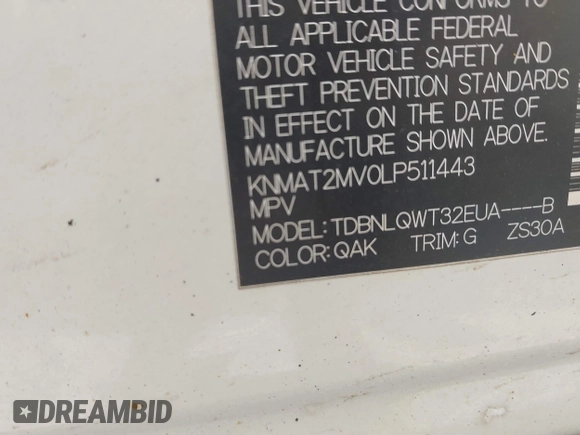 THIS VEHICLE CONFORMS TO
ALL APPLICABLE FEDERAL
MOTOR VEHICLE SAFETY AND
THEFT PREVENTION STANDARDS
IN EFFECT ON THE DATE OF
MANUFACTURE SHOWN ABOVE.
KNMAT2MV0LP511443
MPV
MODEL: TDBNLQWT32EUA----B
COLOR: QAK TRIM: G ZS30A
DREAMBID